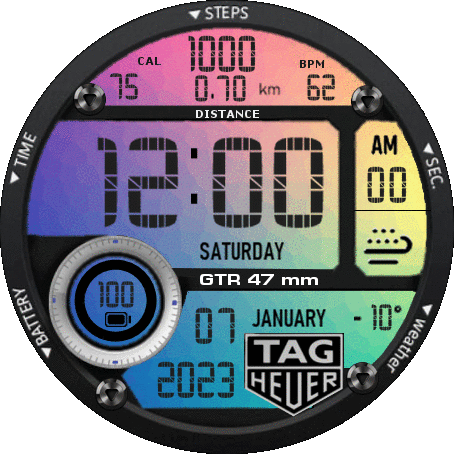 STEPS
1000
CAL
BPM
75
0.70 km
62
DISTANCE
TIME
SEC.
12:00
AM
00
SATURDAY
GTR 47 mm
BATTERY
100
07
JANUARY
-10°
weather
2023
TAG
HEUER